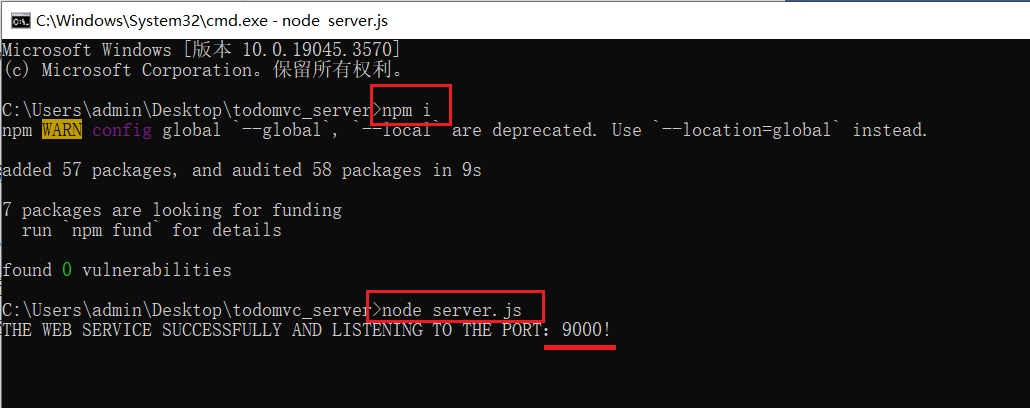 C:\Windows\System32\cmd.exe - node  server.js
Microsoft Windows [版本 10.0.19045.3570]
(c) Microsoft Corporation。保留所有权利。
C:\Users\admin\Desktop\todomvc_server>npm i
npm WARN config global `--global`, `--local` are deprecated. Use `--location=global` instead.
added 57 packages, and audited 58 packages in 9s
7 packages are looking for funding
  run `npm fund` for details
found 0 vulnerabilities
C:\Users\admin\Desktop\todomvc_server>node server.js
THE WEB SERVICE SUCCESSFULLY AND LISTENING TO THE PORT: 9000!